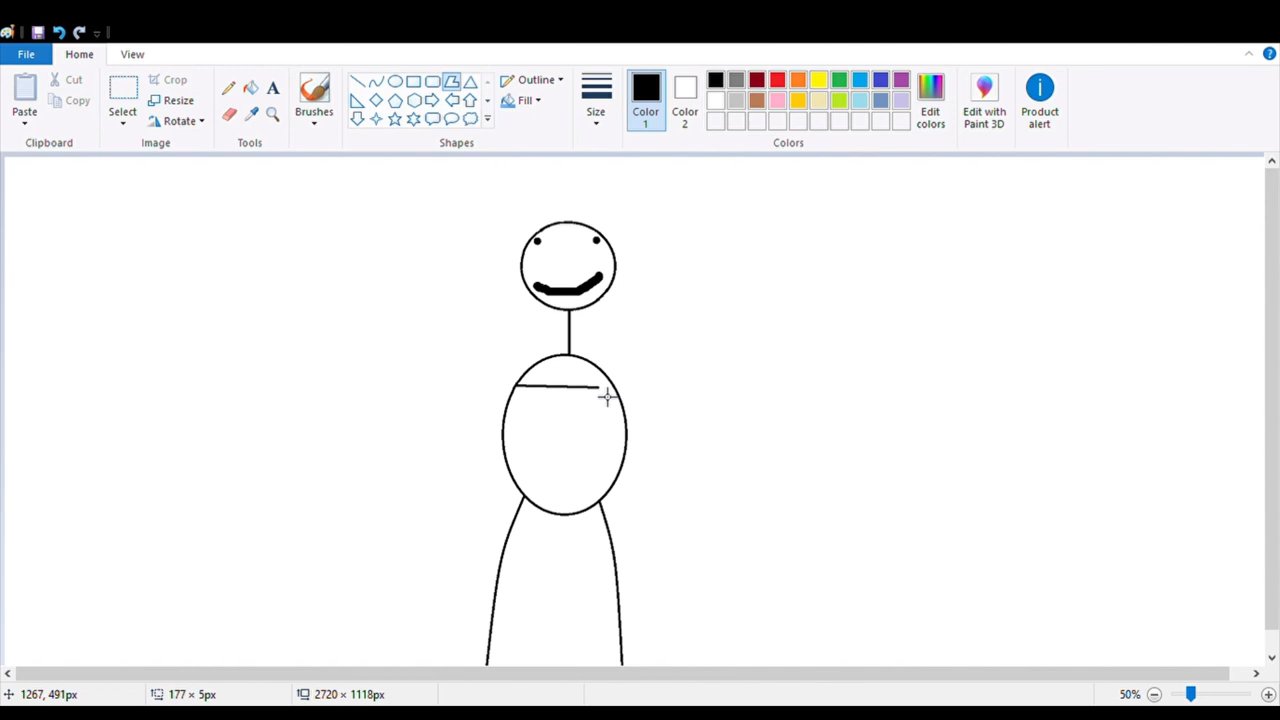 File Home View
Paste Cut Copy
Clipboard
Select Crop Resize Rotate
Image
A
Tools
Brushes
Outline Fill
Shapes
Size
Color 1
Color 2
Edit colors
Colors
Edit with Paint 3D
Product alert
1267, 491px 177 × 5px 2720 × 1118px 50%